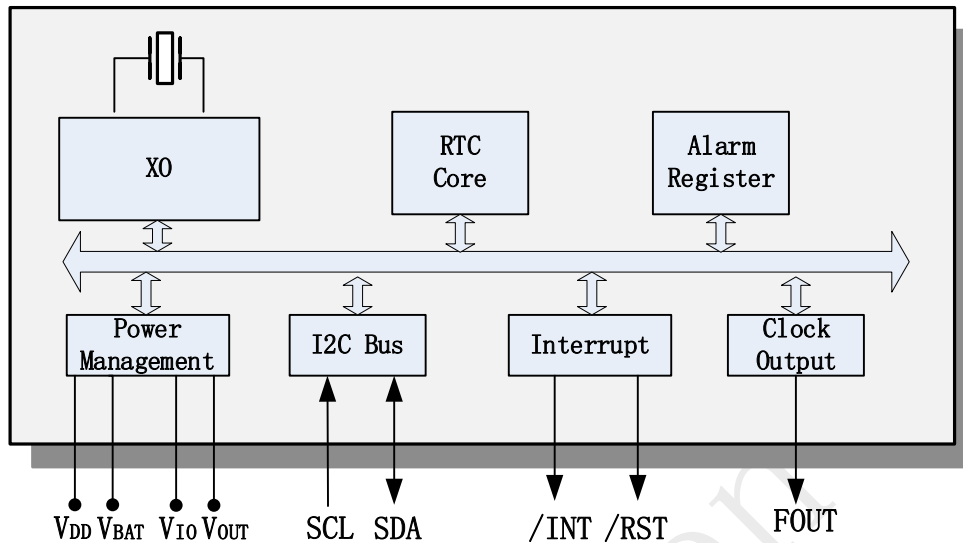 XO
RTC
Core
Alarm
Register
Power
Management
I2C Bus
Interrupt
Clock
Output
VDD VBAT VIO VOUT SCL SDA /INT /RST FOUT